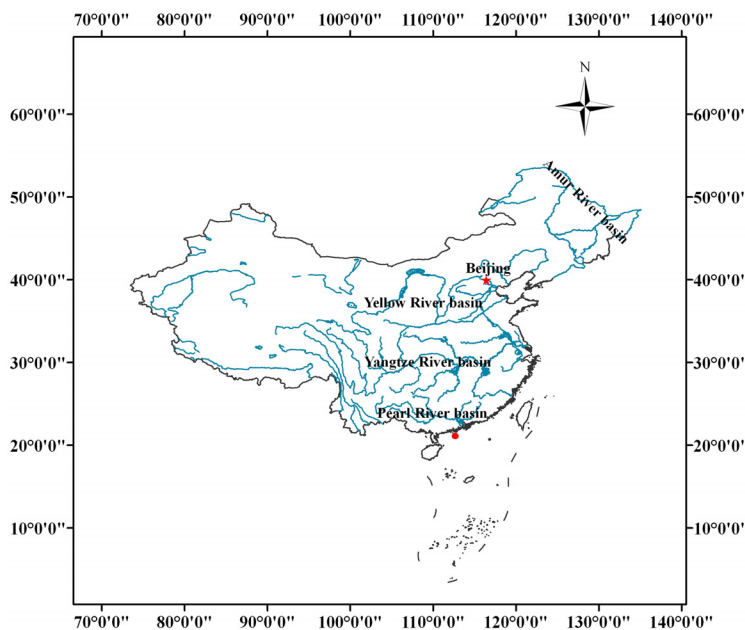 70°0'0" 80°0'0" 90°0'0" 100°0'0" 110°0'0" 120°0'0" 130°0'0" 140°0'0"
N
60°0'0" 60°0'0"
50°0'0" 50°0'0"
Amur River basin
Beijing
40°0'0" 40°0'0"
Yellow River basin
30°0'0" 30°0'0"
Yangtze River basin
Pearl River basin
20°0'0" 20°0'0"
10°0'0" 10°0'0"
70°0'0" 80°0'0" 90°0'0" 100°0'0" 110°0'0" 120°0'0" 130°0'0" 140°0'0"